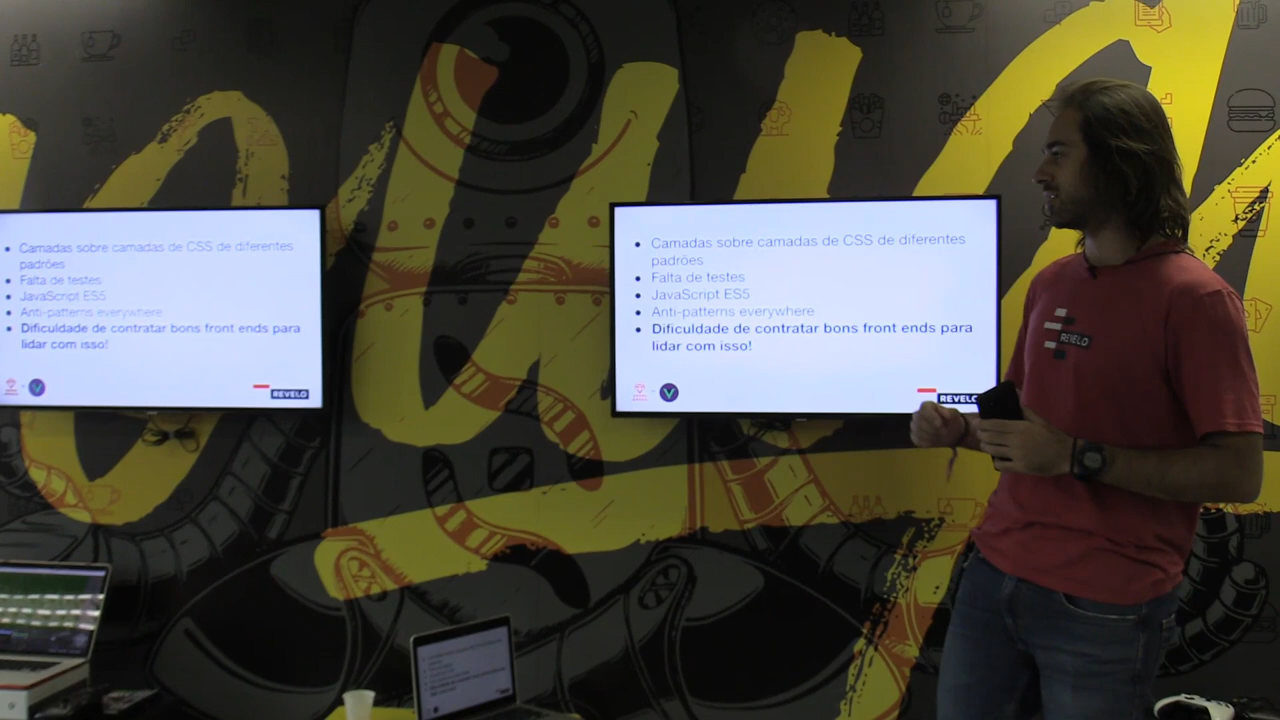 Camadas sobre camadas de CSS de diferentes
padrões
Falta de testes
JavaScript ES5
Anti-patterns everywhere
Dificuldade de contratar bons front ends para
lidar com isso!
REVELO
Camadas sobre camadas de CSS de diferentes
padrões
Falta de testes
JavaScript ES5
Anti-patterns everywhere
Dificuldade de contratar bons front ends para
lidar com isso!
REVELO
REVELO